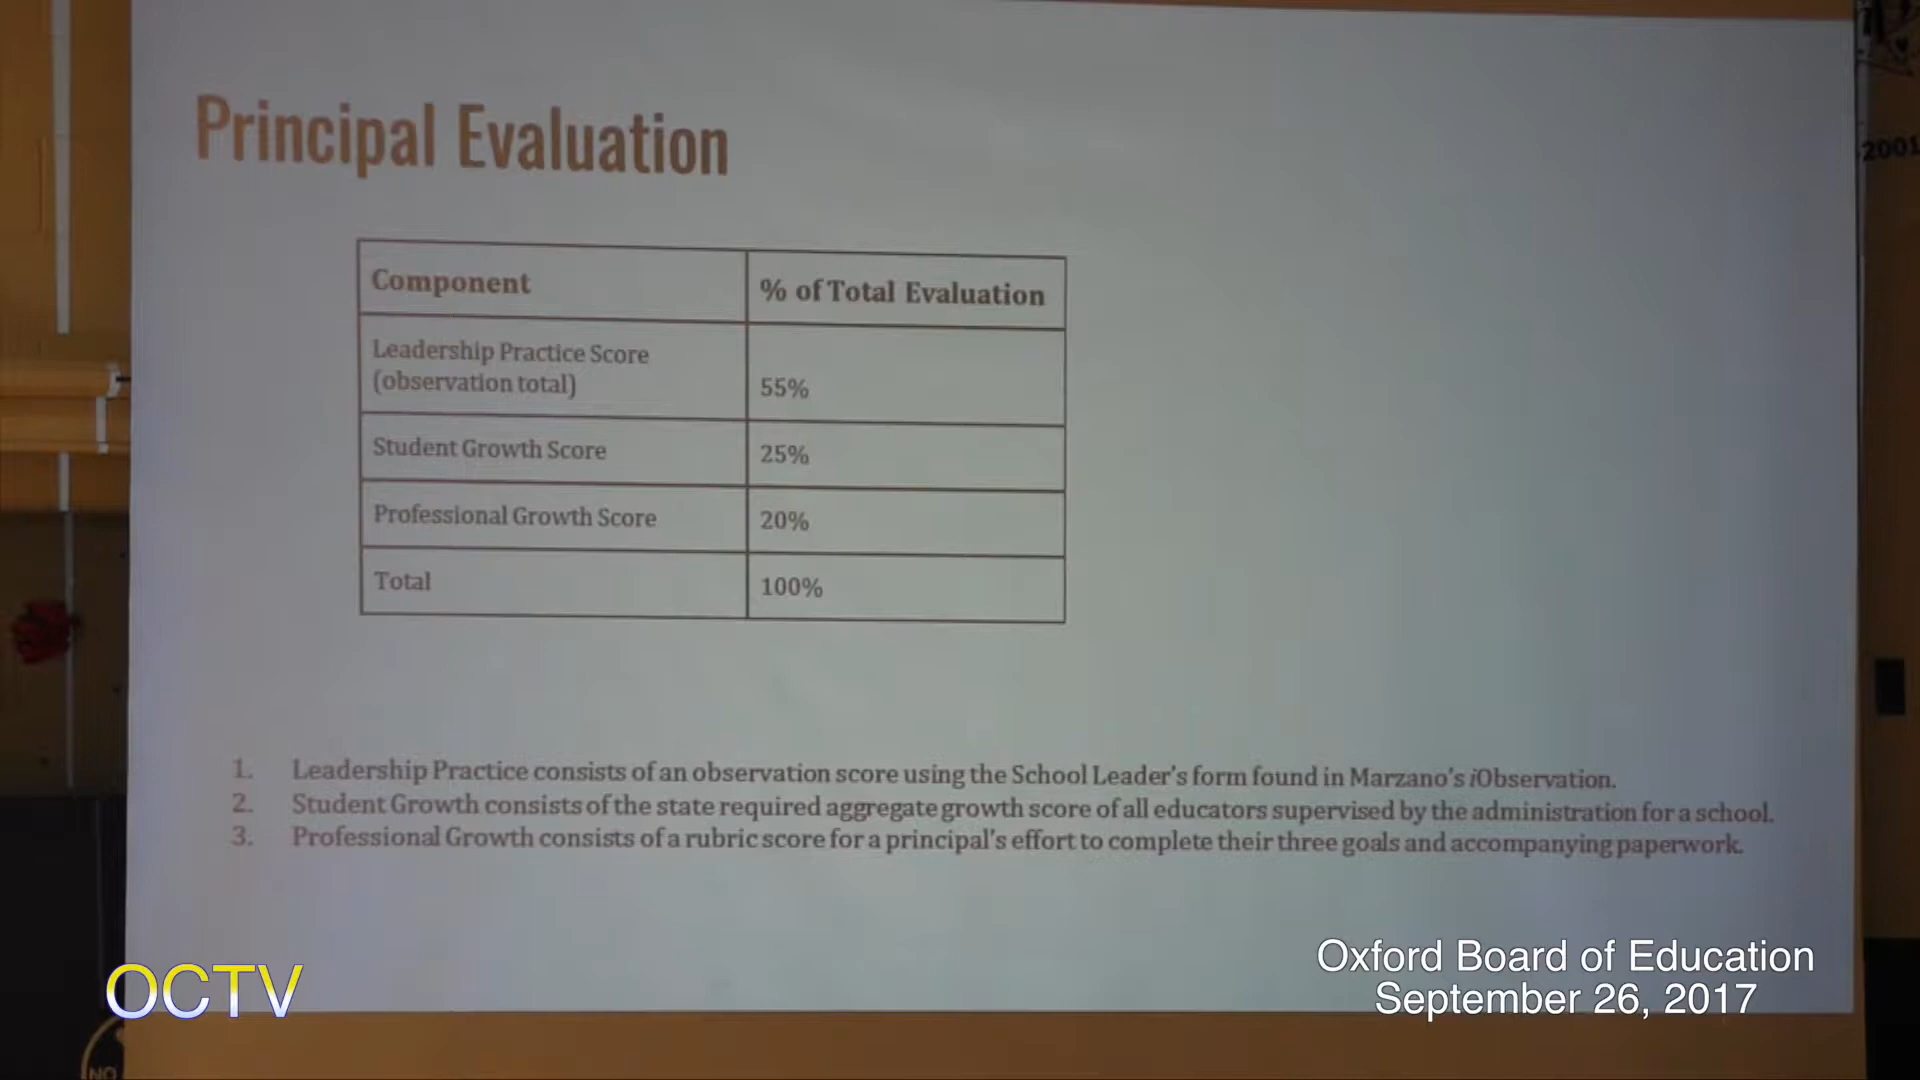 Principal Evaluation
2001
Component
% of Total Evaluation
Leadership Practice Score
(observation total)
55%
Student Growth Score
25%
Professional Growth Score
20%
Total
100%
1. Leadership Practice consists of an observation score using the School Leader's form found in Marzano's iObservation.
2. Student Growth consists of the state required aggregate growth score of all educators supervised by the administration for a school.
3. Professional Growth consists of a rubric score for a principal's effort to complete their three goals and accompanying paperwork.
OCTV
Oxford Board of Education
September 26, 2017
NO